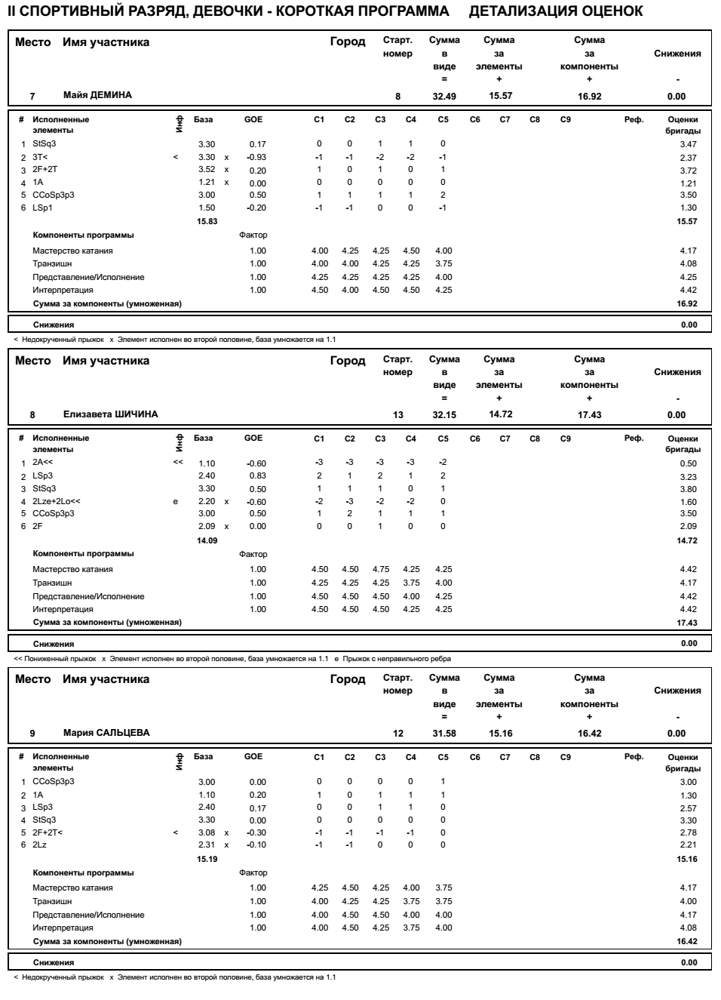 II СПОРТИВНЫЙ РАЗРЯД, ДЕВОЧКИ - КОРОТКАЯ ПРОГРАММА ДЕТАЛИЗАЦИЯ ОЦЕНОК
Место Имя участника Город Старт. номер Сумма в виде = Сумма за элементы + Сумма за компоненты + Снижения -
7 Майя ДЕМИНА 8 32.49 15.57 16.92 0.00
# Исполненные элементы Инф База GOE C1 C2 C3 C4 C5 C6 C7 C8 C9 Реф. Оценки бригады
1 StSq3 3.30 0.17 0 0 1 1 0 3.47
2 3T< < 3.30 x -0.93 -1 -1 -2 -2 -1 2.37
3 2F+2T 3.52 x 0.20 1 0 1 0 1 3.72
4 1A 1.21 x 0.00 0 0 0 0 0 1.21
5 CCoSp3p3 3.00 0.50 1 1 1 1 2 3.50
6 LSp1 1.50 -0.20 -1 -1 0 0 -1 1.30
15.83 15.57
Компоненты программы Фактор
Мастерство катания 1.00 4.00 4.25 4.25 4.50 4.00 4.17
Транзишн 1.00 4.00 4.00 4.25 4.25 3.75 4.08
Представление/Исполнение 1.00 4.25 4.25 4.25 4.25 4.00 4.25
Интерпретация 1.00 4.50 4.00 4.50 4.50 4.25 4.42
Сумма за компоненты (умноженная) 16.92
Снижения 0.00
< Недокрученный прыжок x Элемент исполнен во второй половине, база умножается на 1.1
Место Имя участника Город Старт. номер Сумма в виде = Сумма за элементы + Сумма за компоненты + Снижения -
8 Елизавета ШИЧИНА 13 32.15 14.72 17.43 0.00
# Исполненные элементы Инф База GOE C1 C2 C3 C4 C5 C6 C7 C8 C9 Реф. Оценки бригады
1 2A<< << 1.10 -0.60 -3 -3 -3 -3 -2 0.50
2 LSp3 2.40 0.83 2 1 2 1 2 3.23
3 StSq3 3.30 0.50 1 1 1 0 1 3.80
4 2Lze+2Lo<< e 2.20 x -0.60 -2 -3 -2 -2 0 1.60
5 CCoSp3p3 3.00 0.50 1 2 1 1 1 3.50
6 2F 2.09 x 0.00 0 0 1 0 0 2.09
14.09 14.72
Компоненты программы Фактор
Мастерство катания 1.00 4.50 4.50 4.75 4.25 4.25 4.42
Транзишн 1.00 4.25 4.25 4.25 3.75 4.00 4.17
Представление/Исполнение 1.00 4.50 4.50 4.50 4.00 4.25 4.42
Интерпретация 1.00 4.50 4.50 4.50 4.25 4.25 4.42
Сумма за компоненты (умноженная) 17.43
Снижения 0.00
<< Пониженный прыжок x Элемент исполнен во второй половине, база умножается на 1.1 e Прыжок с неправильного ребра
Место Имя участника Город Старт. номер Сумма в виде = Сумма за элементы + Сумма за компоненты + Снижения -
9 Мария САЛЬЦЕВА 12 31.58 15.16 16.42 0.00
# Исполненные элементы Инф База GOE C1 C2 C3 C4 C5 C6 C7 C8 C9 Реф. Оценки бригады
1 CCoSp3p3 3.00 0.00 0 0 0 0 1 3.00
2 1A 1.10 0.20 1 0 1 1 1 1.30
3 LSp3 2.40 0.17 0 0 1 1 0 2.57
4 StSq3 3.30 0.00 0 0 0 0 0 3.30
5 2F+2T< < 3.08 x -0.30 -1 -1 -1 -1 0 2.78
6 2Lz 2.31 x -0.10 -1 -1 0 0 0 2.21
15.19 15.16
Компоненты программы Фактор
Мастерство катания 1.00 4.25 4.50 4.25 4.00 3.75 4.17
Транзишн 1.00 4.00 4.25 4.25 3.75 3.75 4.00
Представление/Исполнение 1.00 4.00 4.50 4.50 4.00 4.00 4.17
Интерпретация 1.00 4.00 4.50 4.25 3.75 4.00 4.08
Сумма за компоненты (умноженная) 16.42
Снижения 0.00
< Недокрученный прыжок x Элемент исполнен во второй половине, база умножается на 1.1